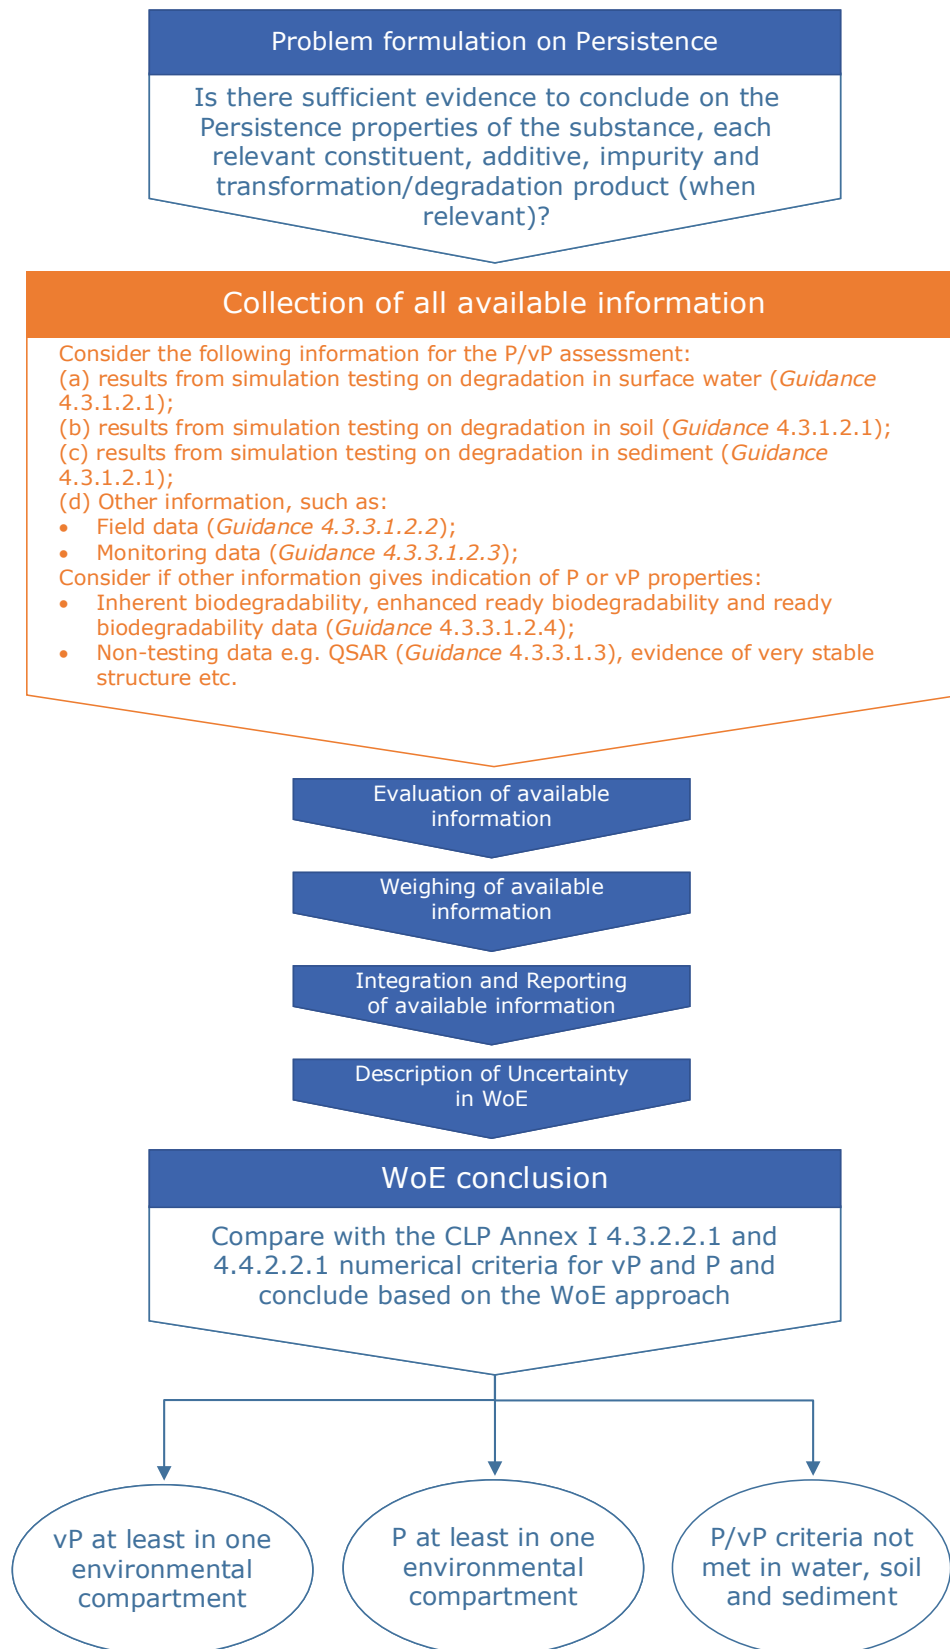 Problem formulation on Persistence
Is there sufficient evidence to conclude on the
Persistence properties of the substance, each
relevant constituent, additive, impurity and
transformation/degradation product (when
relevant)?
Collection of all available information
Consider the following information for the P/vP assessment:
(a) results from simulation testing on degradation in surface water (Guidance
4.3.1.2.1);
(b) results from simulation testing on degradation in soil (Guidance 4.3.1.2.1);
(c) results from simulation testing on degradation in sediment (Guidance
4.3.1.2.1);
(d) Other information, such as:
• Field data (Guidance 4.3.3.1.2.2);
• Monitoring data (Guidance 4.3.3.1.2.3);
Consider if other information gives indication of P or vP properties:
• Inherent biodegradability, enhanced ready biodegradability and ready
biodegradability data (Guidance 4.3.3.1.2.4);
• Non-testing data e.g. QSAR (Guidance 4.3.3.1.3), evidence of very stable
structure etc.
Evaluation of available
information
Weighing of available
information
Integration and Reporting
of available information
Description of Uncertainty
in WoE
WoE conclusion
Compare with the CLP Annex I 4.3.2.2.1 and
4.4.2.2.1 numerical criteria for vP and P and
conclude based on the WoE approach
vP at least in one
environmental
compartment
P at least in one
environmental
compartment
P/vP criteria not
met in water, soil
and sediment